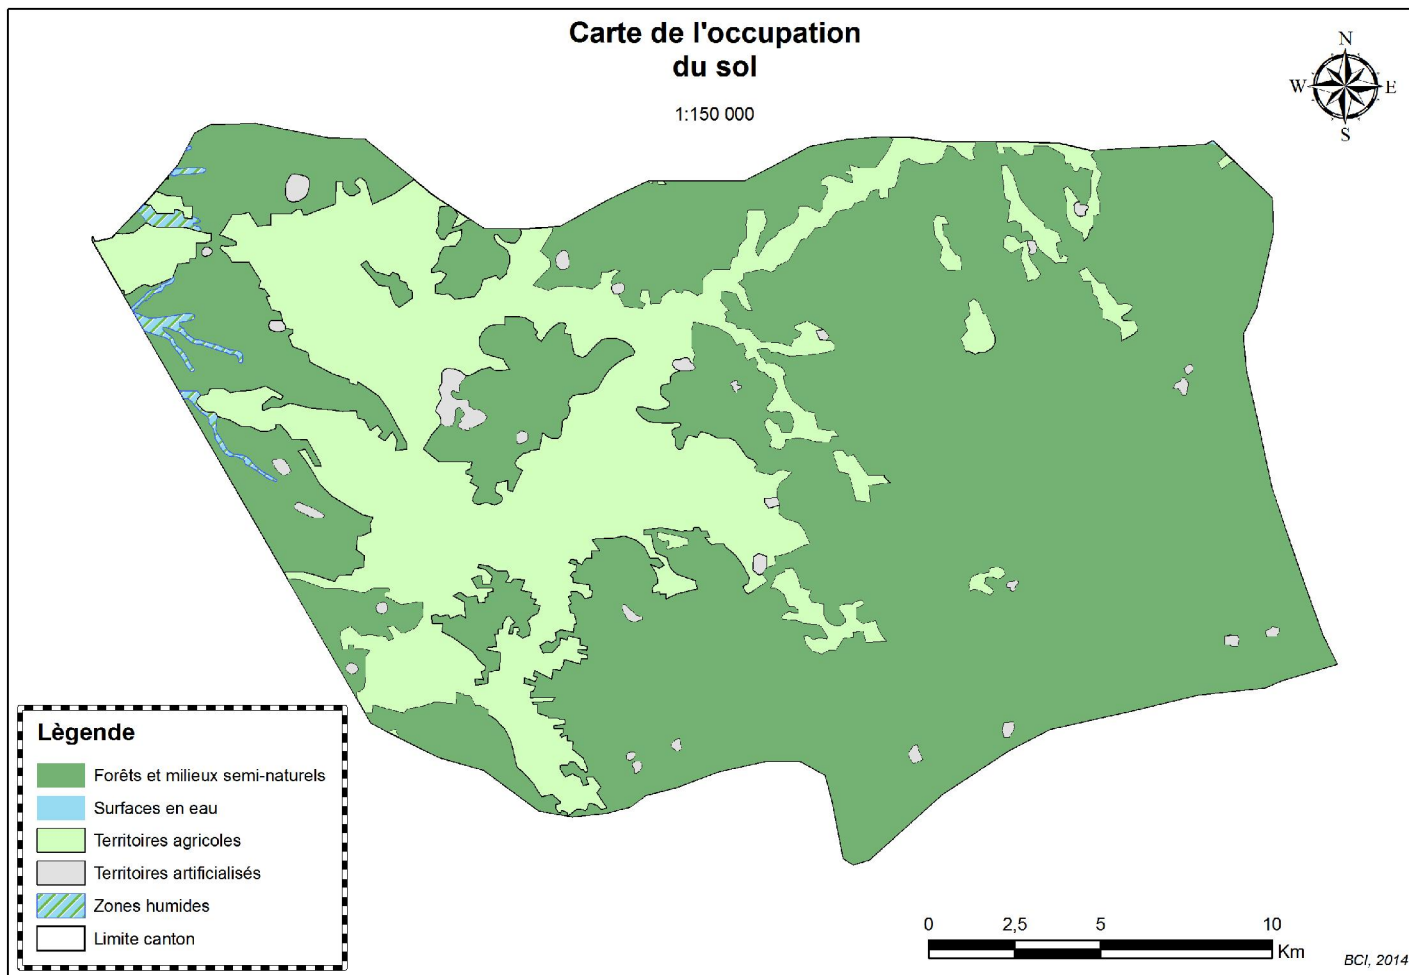 Carte de l'occupation
du sol
1:150 000
N
W E
S
Lègende
Forêts et milieux semi-naturels
Surfaces en eau
Territoires agricoles
Territoires artificialisés
Zones humides
Limite canton
0 2,5 5 10
Km
BCI, 2014